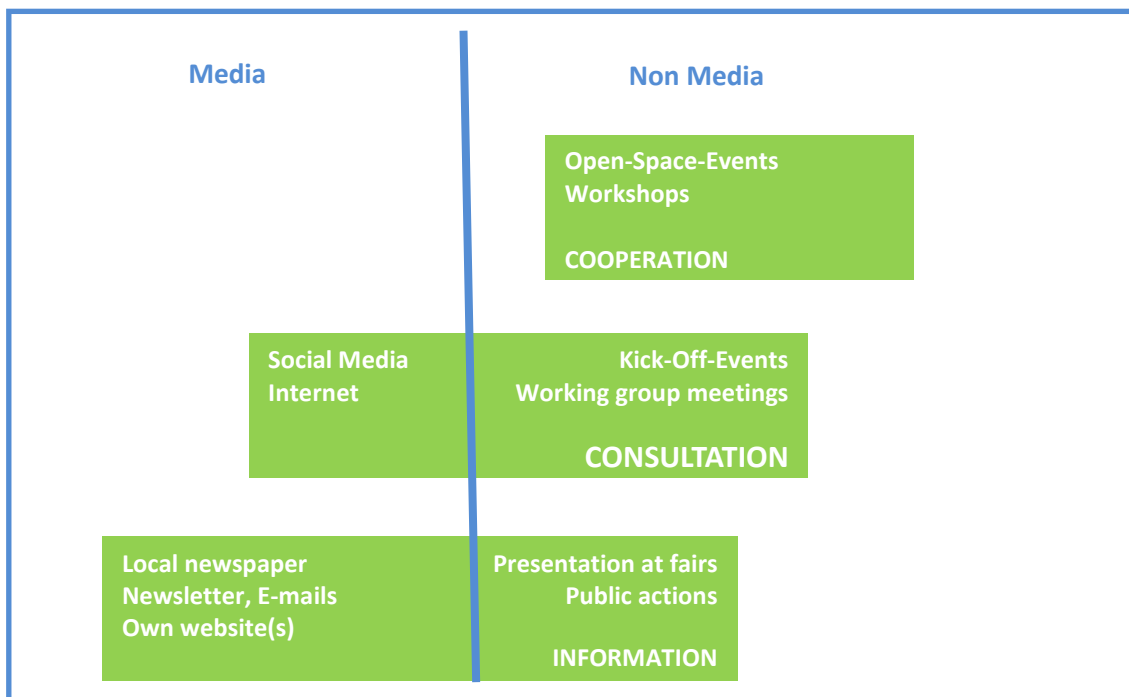 Media
Non Media
Open-Space-Events
Workshops
COOPERATION
Social Media
Internet
Kick-Off-Events
Working group meetings
CONSULTATION
Local newspaper
Newsletter, E-mails
Own website(s)
Presentation at fairs
Public actions
INFORMATION